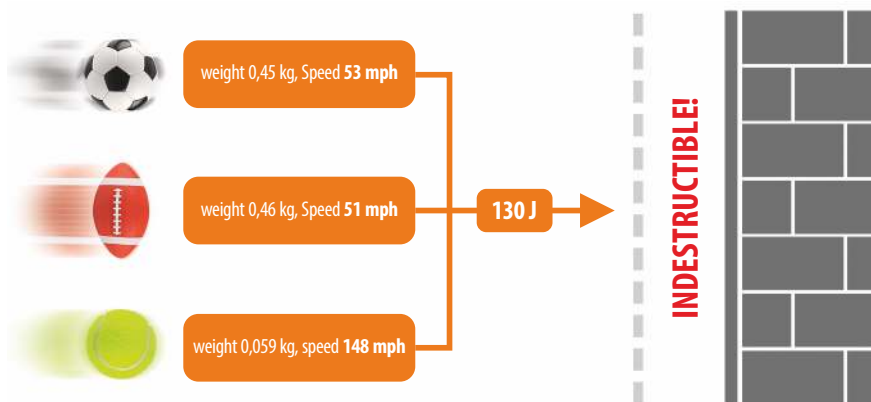 weight 0,45 kg, Speed 53 mph
weight 0,46 kg, Speed 51 mph
weight 0,059 kg, speed 148 mph
130 J
INDESTRUCTIBLE!